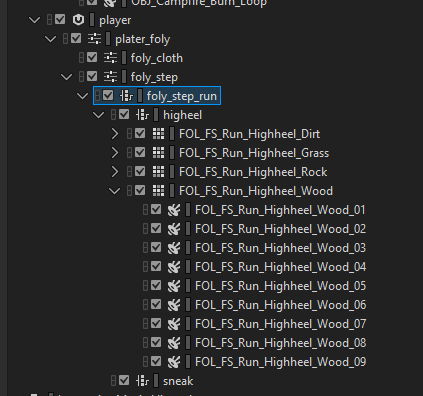 OBJ_Campfire_Burn_Loop
player
plater_foly
foly_cloth
foly_step
foly_step_run
higheel
FOL_FS_Run_Highheel_Dirt
FOL_FS_Run_Highheel_Grass
FOL_FS_Run_Highheel_Rock
FOL_FS_Run_Highheel_Wood
FOL_FS_Run_Highheel_Wood_01
FOL_FS_Run_Highheel_Wood_02
FOL_FS_Run_Highheel_Wood_03
FOL_FS_Run_Highheel_Wood_04
FOL_FS_Run_Highheel_Wood_05
FOL_FS_Run_Highheel_Wood_06
FOL_FS_Run_Highheel_Wood_07
FOL_FS_Run_Highheel_Wood_08
FOL_FS_Run_Highheel_Wood_09
sneak